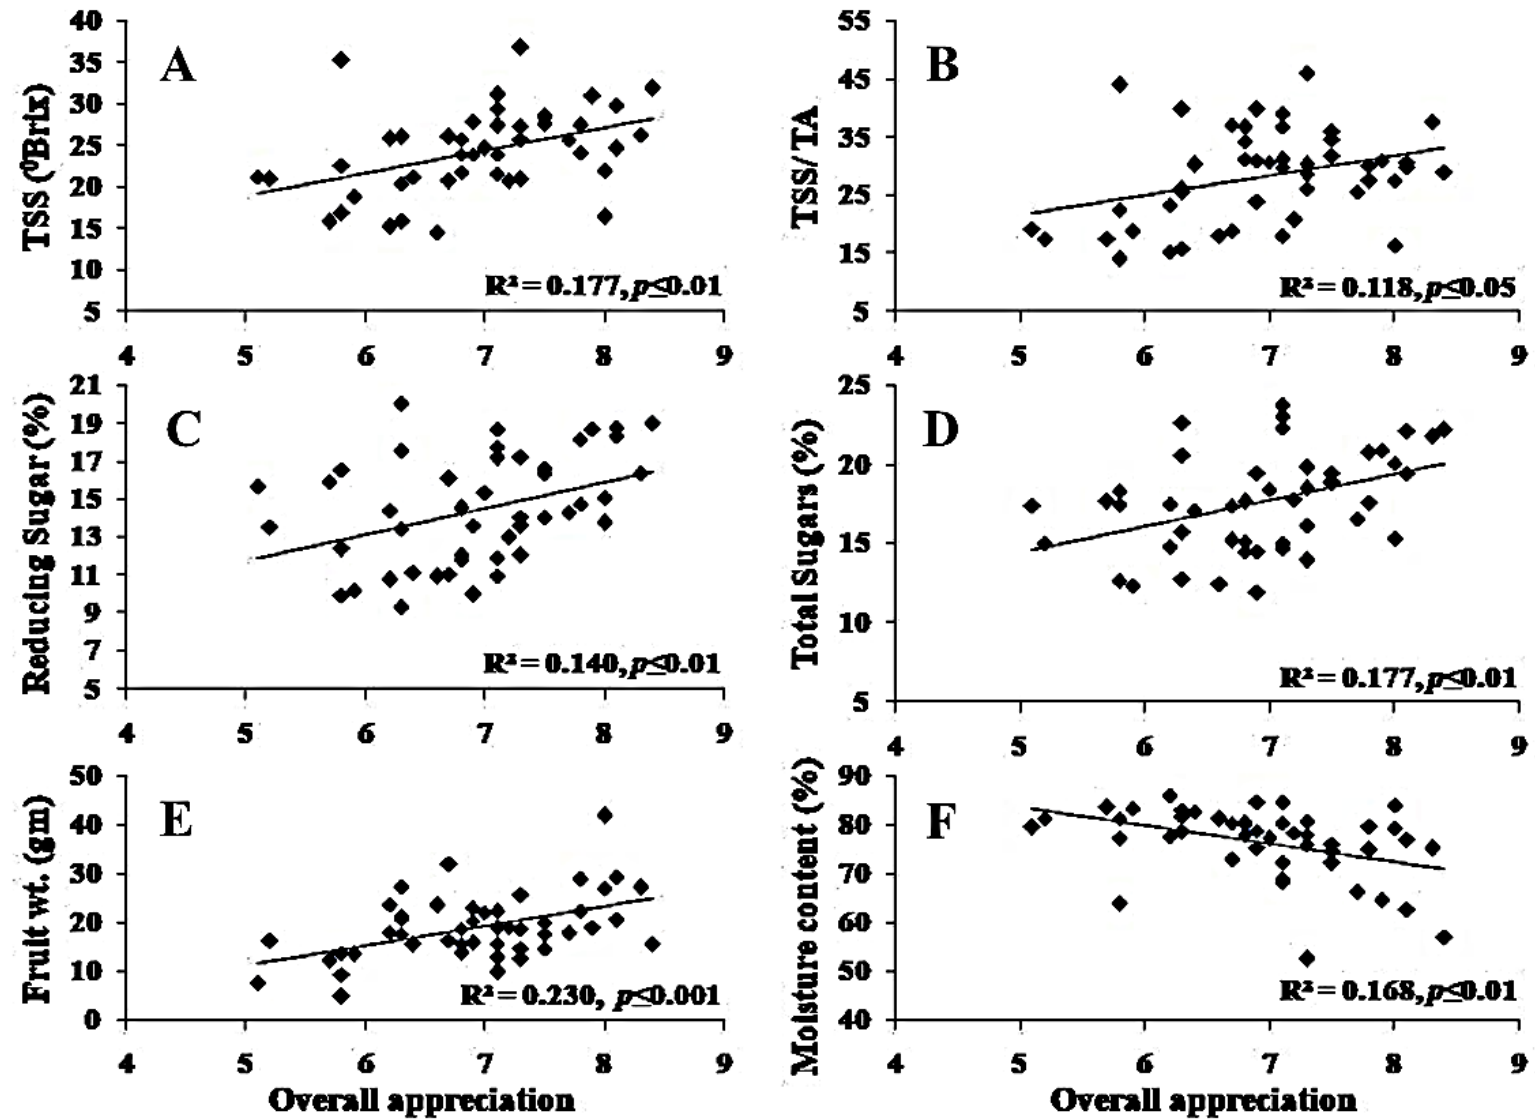 A
TSS (⁰Brix)
40
35
30
25
20
15
10
5
R² = 0.177, p≤0.01
4 5 6 7 8 9
B
TSS/TA
55
45
35
25
15
5
R² = 0.118, p≤0.05
4 5 6 7 8 9
C
Reducing Sugar (%)
21
19
17
15
13
11
9
7
5
R² = 0.140, p≤0.01
4 5 6 7 8 9
D
Total Sugars (%)
25
20
15
10
5
R² = 0.177, p≤0.01
4 5 6 7 8 9
E
Fruit wt. (gm)
50
40
30
20
10
0
R² = 0.230, p≤0.001
4 5 6 7 8 9
Overall appreciation
F
Moisture content (%)
90
80
70
60
50
40
R² = 0.168, p≤0.01
4 5 6 7 8 9
Overall appreciation